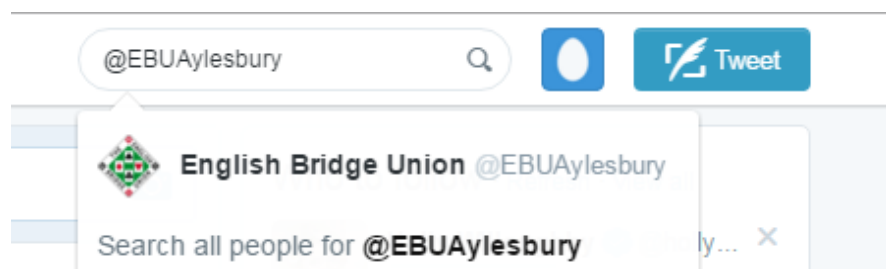 @EBUAylesbury
Tweet
English Bridge Union @EBUAylesbury
Search all people for @EBUAylesbury